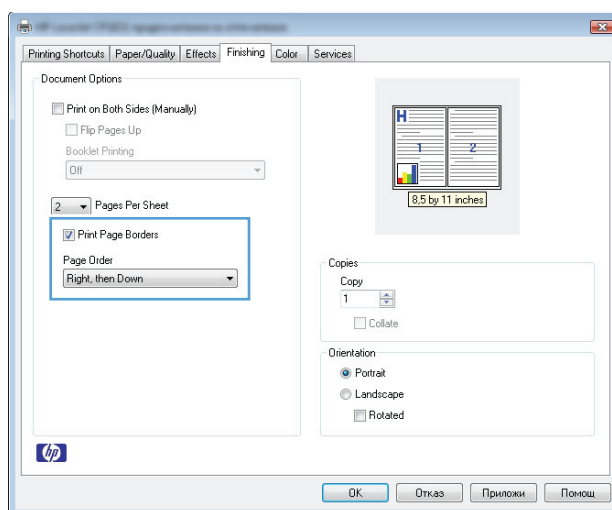 Printing Shortcuts Paper/Quality Effects Finishing Color Services
Document Options
Print on Both Sides (Manually)
Flip Pages Up
Booklet Printing
Off
2 Pages Per Sheet
Print Page Borders
Page Order
Right, then Down
H
1 2
8,5 by 11 inches
Copies
Copy
1
Collate
Orientation
Portrait
Landscape
Rotated
hp
OK Отказ Приложи Помощ